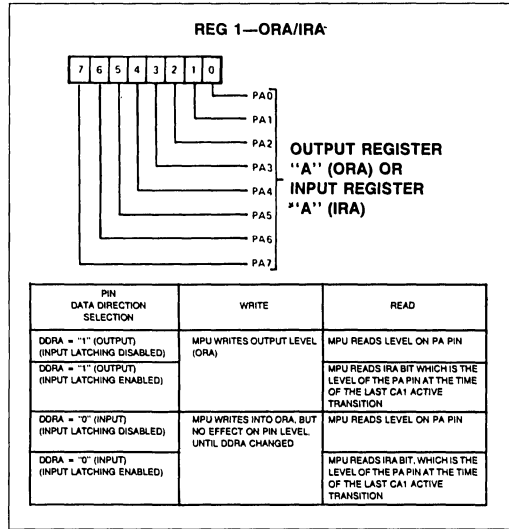 REG 1—ORA/IRA
7 6 5 4 3 2 1 0
PA0
PA1
PA2
PA3
PA4
PA5
PA6
PA7
OUTPUT REGISTER
"A" (ORA) OR
INPUT REGISTER
"A" (IRA)
PIN
DATA DIRECTION
SELECTION
WRITE
READ
DDRA = "1" (OUTPUT)
(INPUT LATCHING DISABLED)
MPU WRITES OUTPUT LEVEL
(ORA)
MPU READS LEVEL ON PA PIN
DDRA = "1" (OUTPUT)
(INPUT LATCHING ENABLED)
MPU READS IRA BIT WHICH IS THE
LEVEL OF THE PA PIN AT THE TIME
OF THE LAST CA1 ACTIVE
TRANSITION
DDRA = "0" (INPUT)
(INPUT LATCHING DISABLED)
MPU WRITES INTO ORA, BUT
NO EFFECT ON PIN LEVEL,
UNTIL DDRA CHANGED
MPU READS LEVEL ON PA PIN
DDRA = "0" (INPUT)
(INPUT LATCHING ENABLED)
MPU READS IRA BIT, WHICH IS THE
LEVEL OF THE PA PIN AT THE TIME
OF THE LAST CA1 ACTIVE
TRANSITION